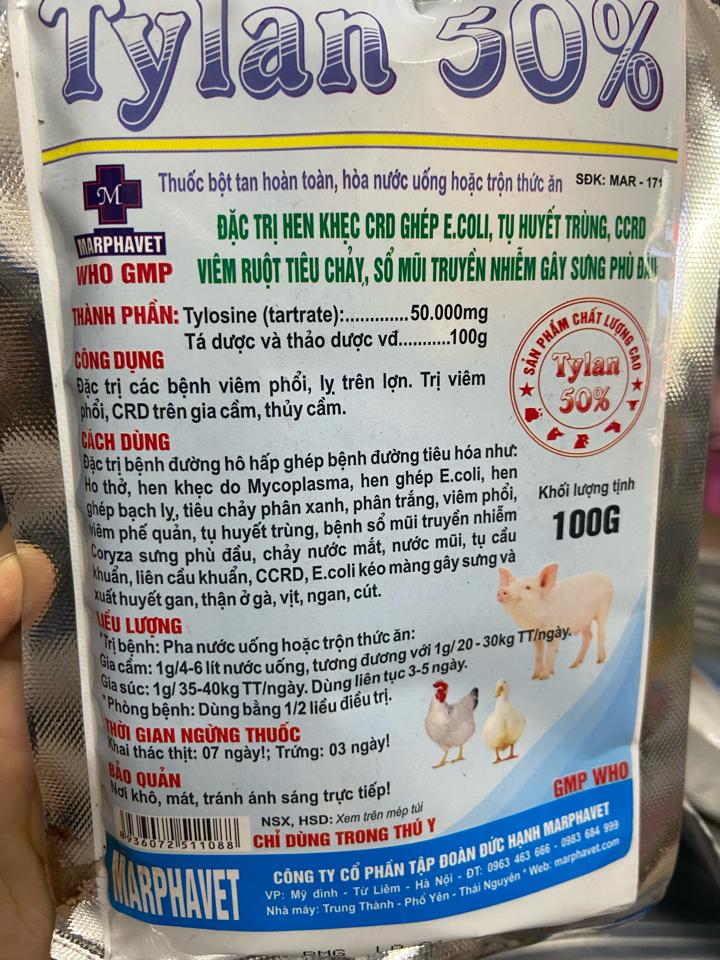 Tylan 50%
Thuốc bột tan hoàn toàn, hòa nước uống hoặc trộn thức ăn SĐK: MAR - 171
M
MARPHAVET
WHO GMP
ĐẶC TRỊ HEN KHẸC CRD GHÉP E.COLI, TỤ HUYẾT TRÙNG, CCRD
VIÊM RUỘT TIÊU CHẢY, SỔ MŨI TRUYỀN NHIỄM GÂY SƯNG PHÙ ĐẦU
THÀNH PHẦN: Tylosine (tartrate):.............50.000mg
Tá dược và thảo dược vđ..........100g
CÔNG DỤNG
Đặc trị các bệnh viêm phổi, lỵ trên lợn. Trị viêm
phổi, CRD trên gia cầm, thủy cầm.
SẢN PHẨM CHẤT LƯỢNG CAO
Tylan
50%
CÁCH DÙNG
Đặc trị bệnh đường hô hấp ghép bệnh đường tiêu hóa như:
Ho thở, hen khẹc do Mycoplasma, hen ghép E.coli, hen
ghép bạch lỵ, tiêu chảy phân xanh, phân trắng, viêm phổi,
viêm phế quản, tụ huyết trùng, bệnh sổ mũi truyền nhiễm
Coryza sưng phù đầu, chảy nước mắt, nước mũi, tụ cầu
khuẩn, liên cầu khuẩn, CCRD, E.coli kéo màng gây sưng và
xuất huyết gan, thận ở gà, vịt, ngan, cút.
Khối lượng tịnh
100G
LIỀU LƯỢNG
*Trị bệnh: Pha nước uống hoặc trộn thức ăn:
Gia cầm: 1g/4-6 lít nước uống, tương đương với 1g/ 20 - 30kg TT/ngày.
Gia súc: 1g/ 35-40kg TT/ngày. Dùng liên tục 3-5 ngày.
*Phòng bệnh: Dùng bằng 1/2 liều điều trị.
THỜI GIAN NGỪNG THUỐC
Khai thác thịt: 07 ngày!; Trứng: 03 ngày!
BẢO QUẢN
Nơi khô, mát, tránh ánh sáng trực tiếp!
GMP WHO
8936072511088
NSX, HSD: Xem trên mép túi
CHỈ DÙNG TRONG THÚ Y
MARPHAVET
CÔNG TY CỔ PHẦN TẬP ĐOÀN ĐỨC HẠNH MARPHAVET
VP: Mỹ đình - Từ Liêm - Hà Nội - ĐT: 0963 463 666 - 0983 684 999
Nhà máy: Trung Thành - Phổ Yên - Thái Nguyên * Web: marphavet.com